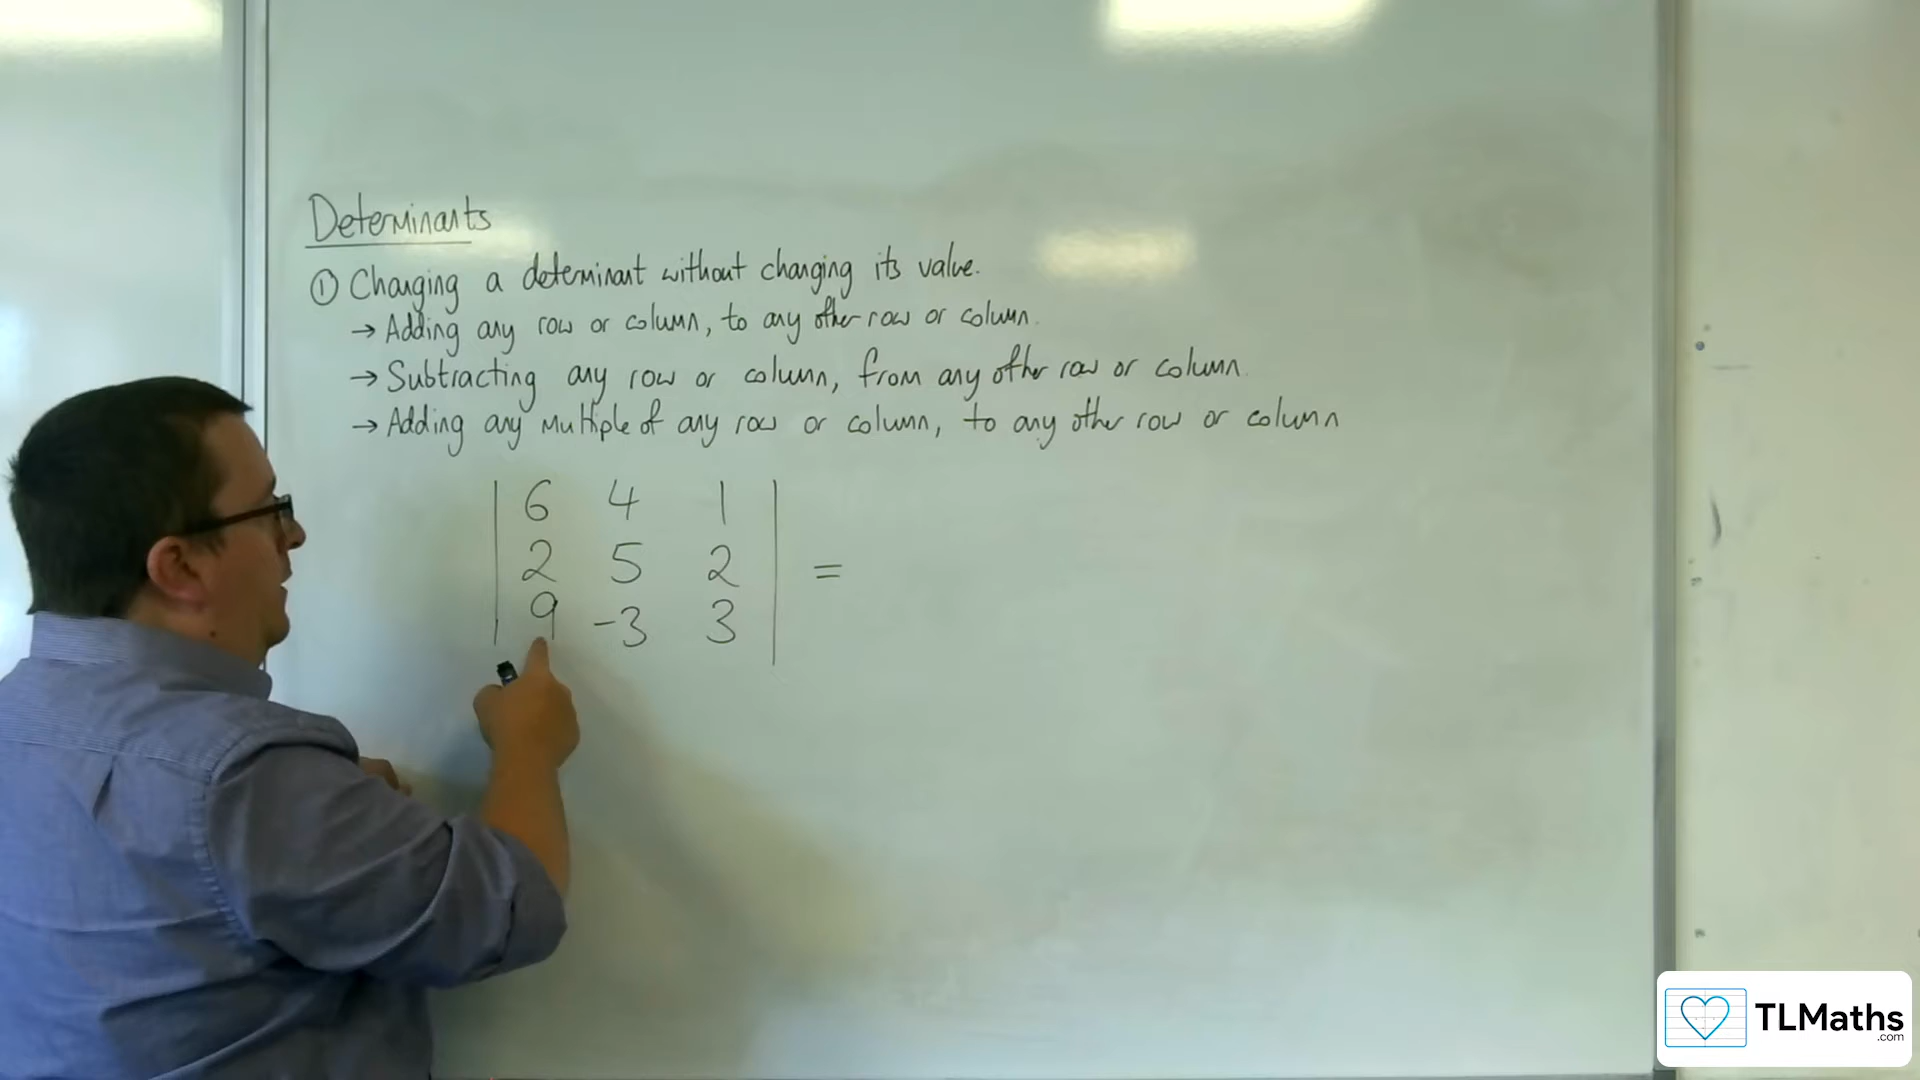 Determinants
① Changing a determinant without changing its value.
→ Adding any row or column, to any other row or column.
→ Subtracting any row or column, from any other row or column.
→ Adding any multiple of any row or column, to any other row or column
6 4 1
2 5 2 =
9 -3 3
TLMaths
.com